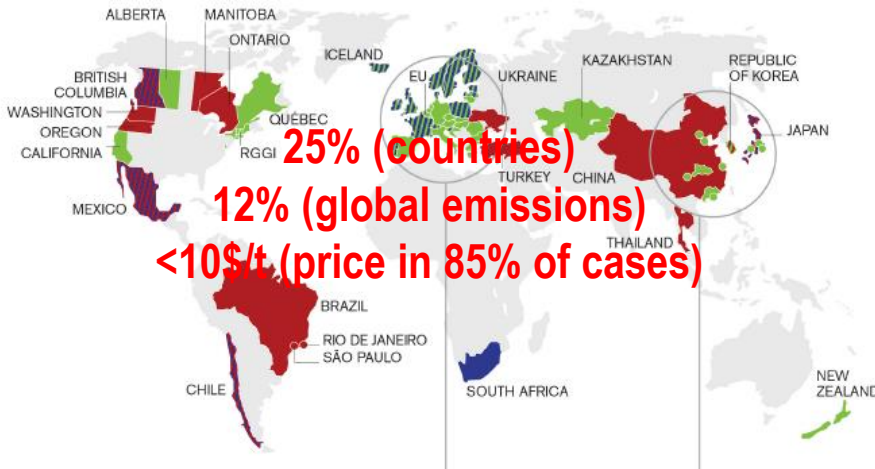 ALBERTA
MANITOBA
ONTARIO
BRITISH
COLUMBIA
WASHINGTON
OREGON
CALIFORNIA
QUÉBEC
RGGI
MEXICO
ICELAND
EU
UKRAINE
KAZAKHSTAN
REPUBLIC
OF KOREA
JAPAN
TURKEY
CHINA
THAILAND
25% (countries)
12% (global emissions)
<10$/t (price in 85% of cases)
BRAZIL
RIO DE JANEIRO
SÃO PAULO
CHILE
SOUTH AFRICA
NEW
ZEALAND